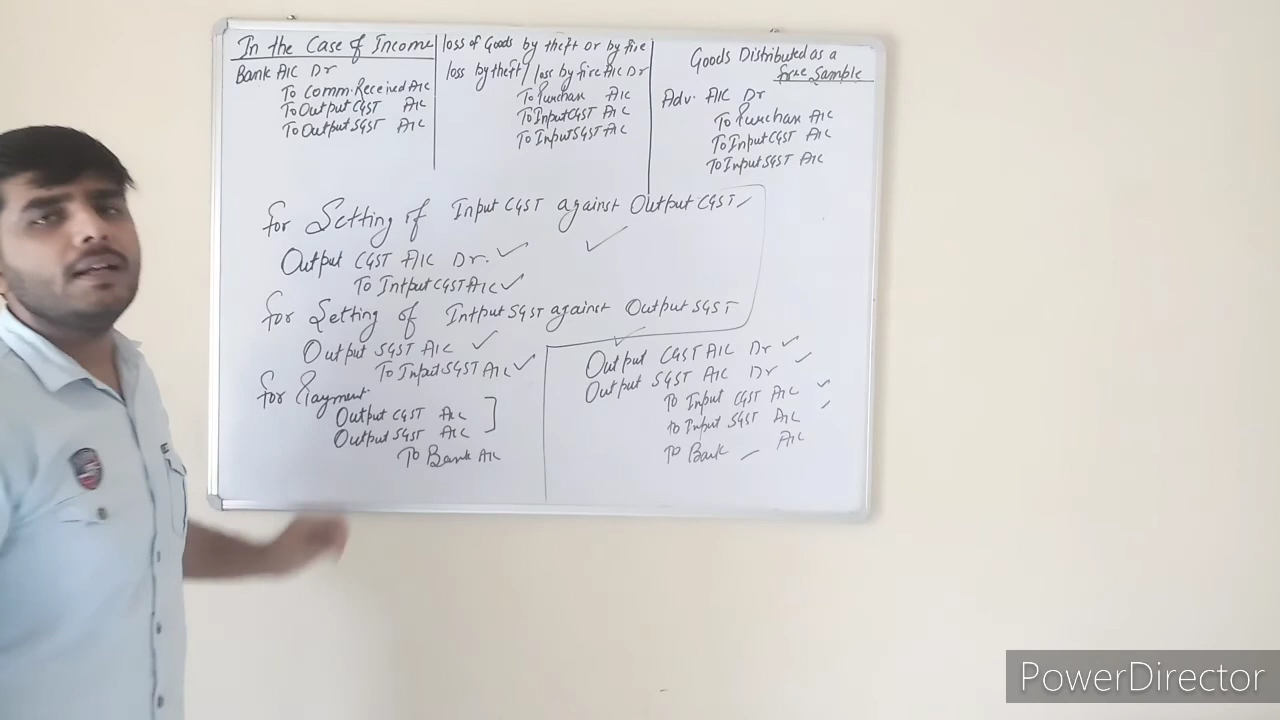 In the Case of Income
Bank A/C Dr
To Comm. Received A/C
To Output CGST A/C
To Output SGST A/C
loss of Goods by theft or by fire
loss by theft / loss by fire A/C Dr
To Purchas A/C
To Input CGST A/C
To Input SGST A/C
Goods Distributed as a
free Sample
Adv. A/C Dr
To Purchas A/C
To Input CGST A/C
To Input SGST A/C
for Setting of Input CGST against Output CGST
Output CGST A/C Dr.
To Intput CGST A/C
for Setting of Intput SGST against Output SGST
Output SGST A/C
To Input SGST A/C
for Payment
Output CGST A/C
Output SGST A/C
To Bank A/C
Output CGST A/C Dr
Output SGST A/C Dr
To Input CGST A/C
To Input SGST A/C
To Bank A/C
PowerDirector